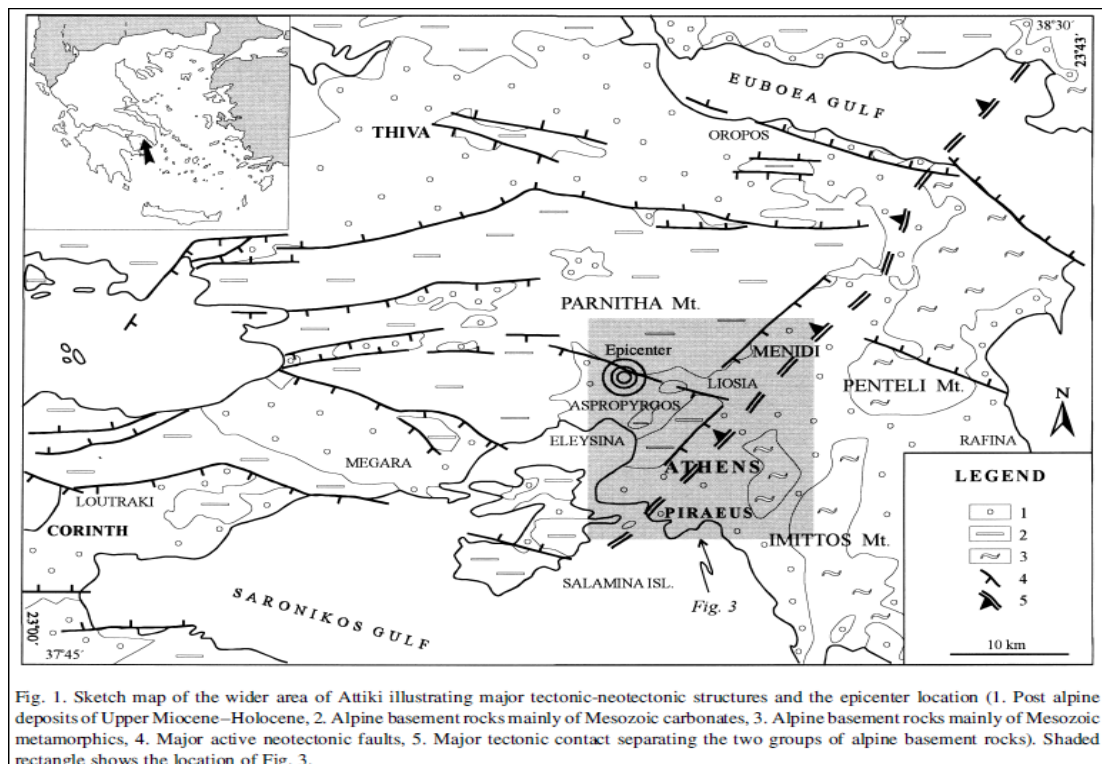 38°30´
23°43´
EUBOEA GULF
THIVA
OROPOS
PARNITHA Mt.
Epicenter
MENIDI
LIOSIA
PENTELI Mt.
ASPROPYRGOS
ELEYSINA
N
RAFINA
MEGARA
ATHENS
LOUTRAKI
CORINTH
PIRAEUS
IMITTOS Mt.
SALAMINA ISL.
Fig. 3
SARONIKOS GULF
23°00´
37°45´
LEGEND
1
2
3
4
5
10 km
Fig. 1. Sketch map of the wider area of Attiki illustrating major tectonic-neotectonic structures and the epicenter location (1. Post alpine
deposits of Upper Miocene–Holocene, 2. Alpine basement rocks mainly of Mesozoic carbonates, 3. Alpine basement rocks mainly of Mesozoic
metamorphics, 4. Major active neotectonic faults, 5. Major tectonic contact separating the two groups of alpine basement rocks). Shaded
rectangle shows the location of Fig. 3.